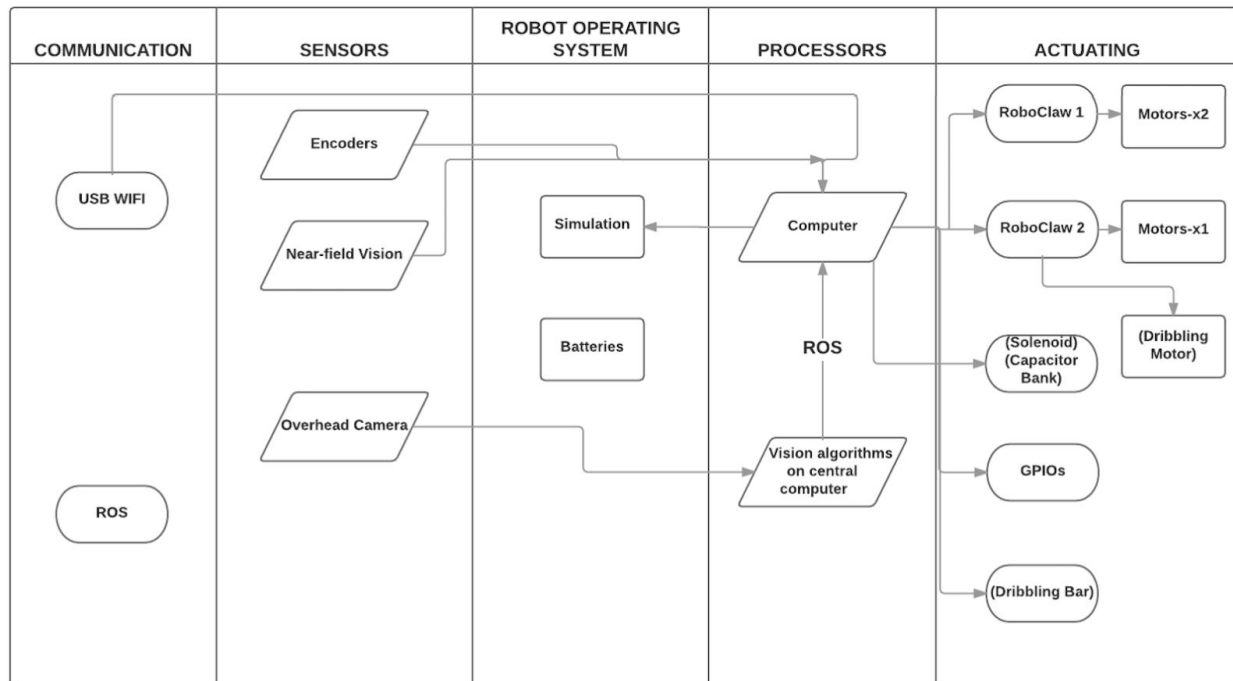 COMMUNICATION
SENSORS
ROBOT OPERATING
SYSTEM
PROCESSORS
ACTUATING
USB WIFI
ROS
Encoders
Near-field Vision
Overhead Camera
Simulation
Batteries
Computer
ROS
Vision algorithms
on central
computer
RoboClaw 1
Motors-x2
RoboClaw 2
Motors-x1
(Dribbling
Motor)
(Solenoid)
(Capacitor
Bank)
GPIOs
(Dribbling Bar)